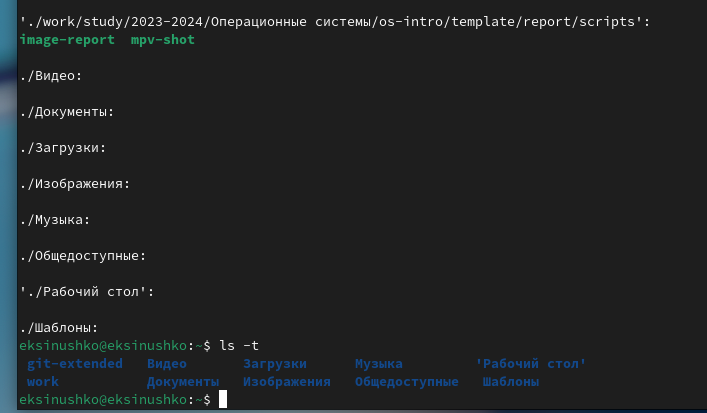 './work/study/2023-2024/Операционные системы/os-intro/template/report/scripts':
image-report  mpv-shot
./Видео:
./Документы:
./Загрузки:
./Изображения:
./Музыка:
./Общедоступные:
'./Рабочий стол':
./Шаблоны:
eksinushko@eksinushko:~$ ls -t
git-extended   Видео       Загрузки      Музыка         'Рабочий стол'
work           Документы   Изображения   Общедоступные   Шаблоны
eksinushko@eksinushko:~$